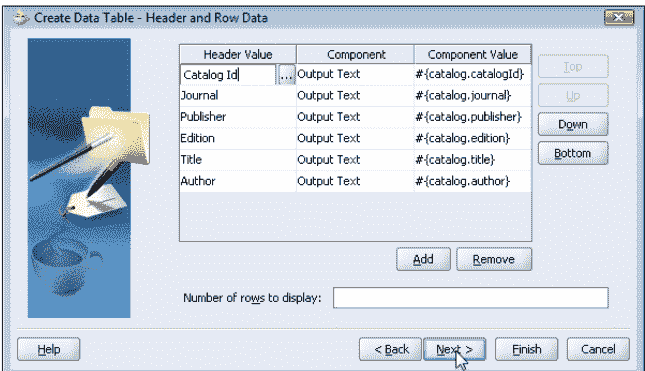 Create Data Table - Header and Row Data
Header Value Component Component Value
Catalog Id ... Output Text #{catalog.catalogId}
Journal Output Text #{catalog.journal}
Publisher Output Text #{catalog.publisher}
Edition Output Text #{catalog.edition}
Title Output Text #{catalog.title}
Author Output Text #{catalog.author}
Top
Up
Down
Bottom
Add Remove
Number of rows to display:
Help < Back Next > Finish Cancel